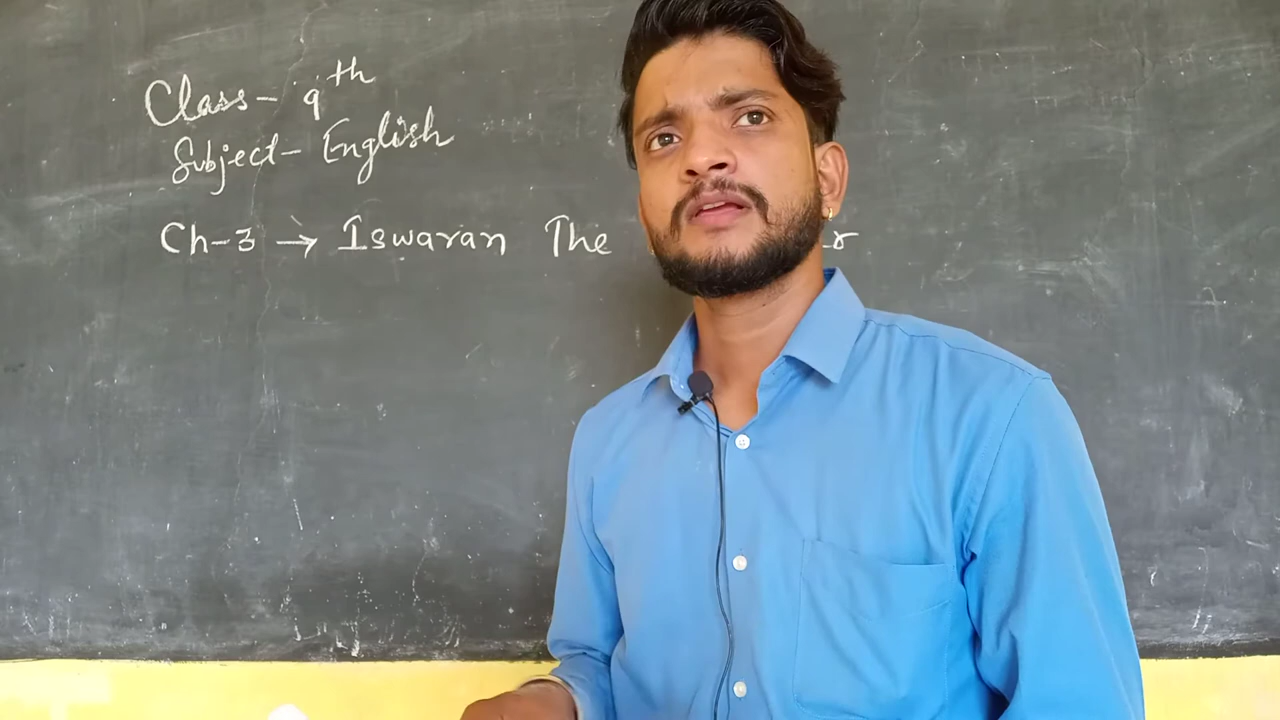 Class- 9th
Subject- English
Ch-3 → Iswaran The